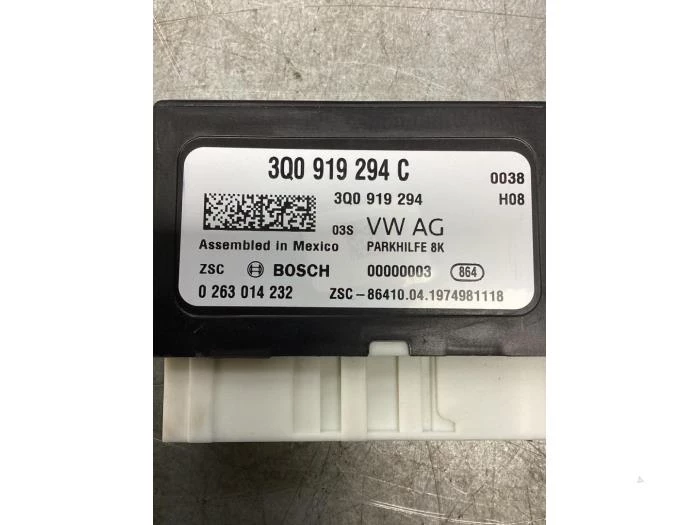 3Q0 919 294 C
0038
3Q0 919 294
H08
03S VW AG
Assembled in Mexico PARKHILFE 8K
ZSC BOSCH 00000003 864
0 263 014 232 ZSC-86410.04.1974981118